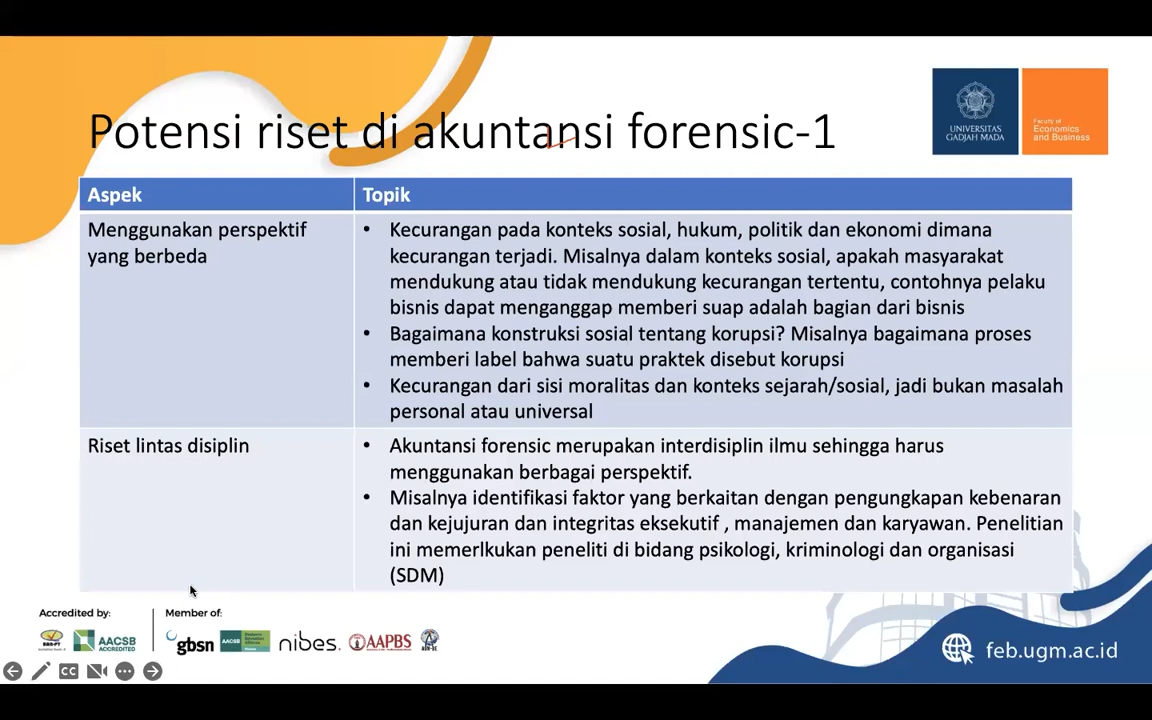 Potensi riset di akuntansi forensic-1
UNIVERSITAS
GADJAH MADA
Faculty of
Economics
and Business
Aspek
Topik
Menggunakan perspektif
yang berbeda
• Kecurangan pada konteks sosial, hukum, politik dan ekonomi dimana
kecurangan terjadi. Misalnya dalam konteks sosial, apakah masyarakat
mendukung atau tidak mendukung kecurangan tertentu, contohnya pelaku
bisnis dapat menganggap memberi suap adalah bagian dari bisnis
• Bagaimana konstruksi sosial tentang korupsi? Misalnya bagaimana proses
memberi label bahwa suatu praktek disebut korupsi
• Kecurangan dari sisi moralitas dan konteks sejarah/sosial, jadi bukan masalah
personal atau universal
Riset lintas disiplin
• Akuntansi forensic merupakan interdisiplin ilmu sehingga harus
menggunakan berbagai perspektif.
• Misalnya identifikasi faktor yang berkaitan dengan pengungkapan kebenaran
dan kejujuran dan integritas eksekutif , manajemen dan karyawan. Penelitian
ini memerlkukan peneliti di bidang psikologi, kriminologi dan organisasi
(SDM)
Accredited by:
AACSB
ACCREDITED
Member of:
gbsn
AACSB
nibes.
AAPBS
feb.ugm.ac.id
CC